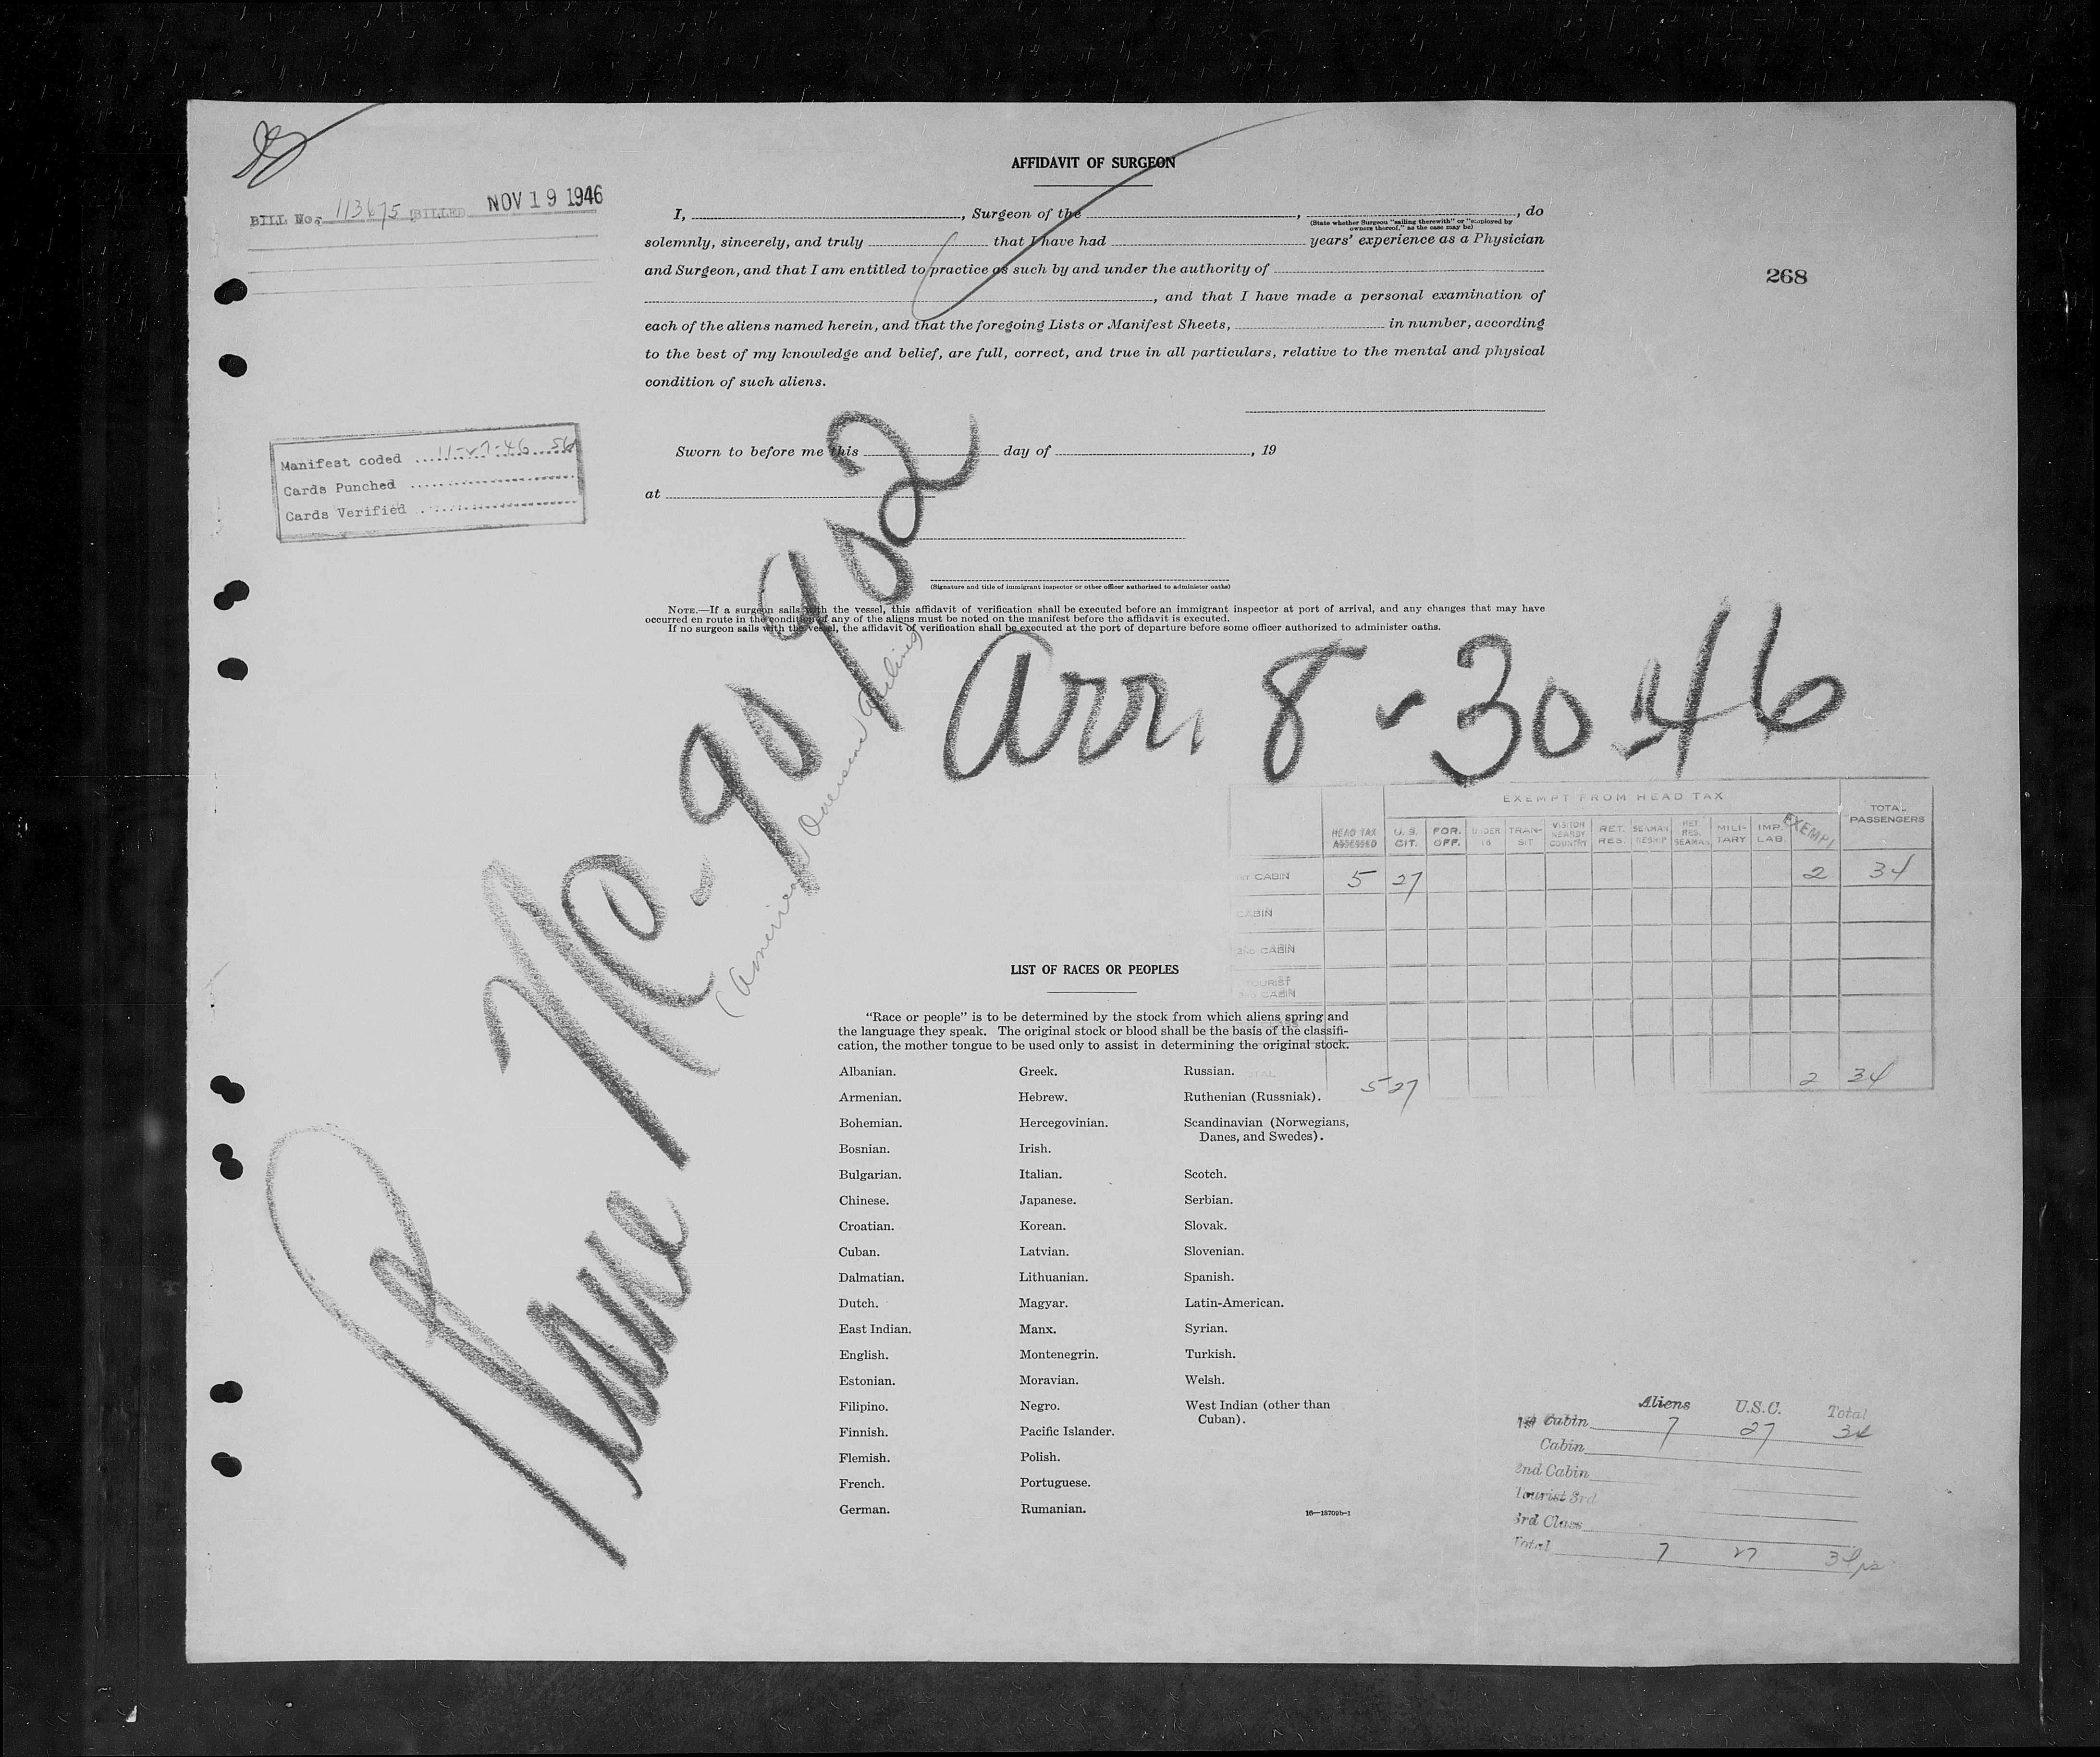 AFFIDAVIT OF SURGEON
BILL No. 113675 BILLED NOV 19 1946
I, , Surgeon of the , , do
(State whether Surgeon "sailing therewith" or "employed by
owners thereof," as the case may be)
solemnly, sincerely, and truly that I have had years' experience as a Physician
and Surgeon, and that I am entitled to practice as such by and under the authority of
268
, and that I have made a personal examination of
each of the aliens named herein, and that the foregoing Lists or Manifest Sheets, in number, according
to the best of my knowledge and belief, are full, correct, and true in all particulars, relative to the mental and physical
condition of such aliens.
Manifest coded 11-27-46
Cards Punched
Cards Verified
Sworn to before me this day of , 19
at
(Signature and title of immigrant inspector or other officer authorized to administer oaths)
NOTE.—If a surgeon sails with the vessel, this affidavit of verification shall be executed before an immigrant inspector at port of arrival, and any changes that may have
occurred en route in the condition of any of the aliens must be noted on the manifest before the affidavit is executed.
If no surgeon sails with the vessel, the affidavit of verification shall be executed at the port of departure before some officer authorized to administer oaths.
Plane NC-90902
(American Overseas Airlines)
Arr. 8-30-46
EXEMPT FROM HEAD TAX
HEAD TAX ASSESSED U.S. CIT. FOR. OFF. UNDER 16 TRANSIT VISITOR NEARBY COUNTRY RET. RES. SEAMAN RESHIP RET. RES. SEAMAN MILITARY IMP. LAB. EXEMPT TOTAL PASSENGERS
1ST CABIN 5 27 2 34
CABIN
2ND CABIN
TOURIST
3RD CABIN
TOTAL 5 27 2 34
LIST OF RACES OR PEOPLES
"Race or people" is to be determined by the stock from which aliens spring and
the language they speak. The original stock or blood shall be the basis of the classifi-
cation, the mother tongue to be used only to assist in determining the original stock.
Albanian. Greek. Russian.
Armenian. Hebrew. Ruthenian (Russniak).
Bohemian. Hercegovinian. Scandinavian (Norwegians,
Danes, and Swedes).
Bosnian. Irish.
Bulgarian. Italian. Scotch.
Chinese. Japanese. Serbian.
Croatian. Korean. Slovak.
Cuban. Latvian. Slovenian.
Dalmatian. Lithuanian. Spanish.
Dutch. Magyar. Latin-American.
East Indian. Manx. Syrian.
English. Montenegrin. Turkish.
Estonian. Moravian. Welsh.
Filipino. Negro. West Indian (other than
Cuban).
Finnish. Pacific Islander.
Flemish. Polish.
French. Portuguese.
German. Rumanian.
16—18709b-1
Aliens U.S.C. Total
1st Cabin 7 27 34
Cabin
2nd Cabin
Tourist 3rd
3rd Class
Total 7 27 34